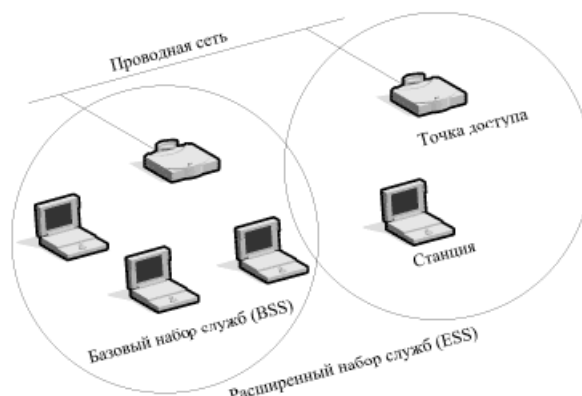 Проводная сеть
Точка доступа
Станция
Базовый набор служб (BSS)
Расширенный набор служб (ESS)